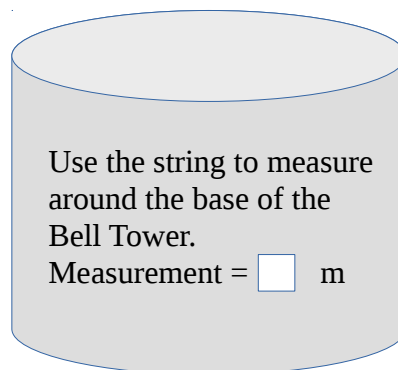 Use the string to measure
around the base of the
Bell Tower.
Measurement = m